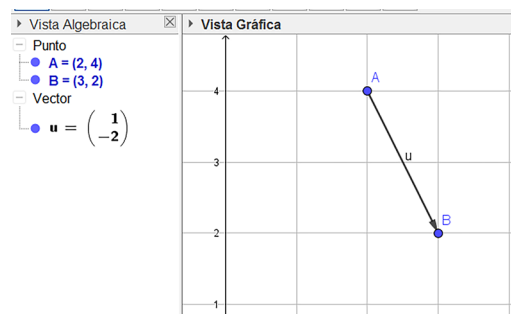 Vista Algebraica
Punto
A = (2, 4)
B = (3, 2)
Vector
u = ( 1
−2 )
Vista Gráfica
A
4
u
3
B
2
1